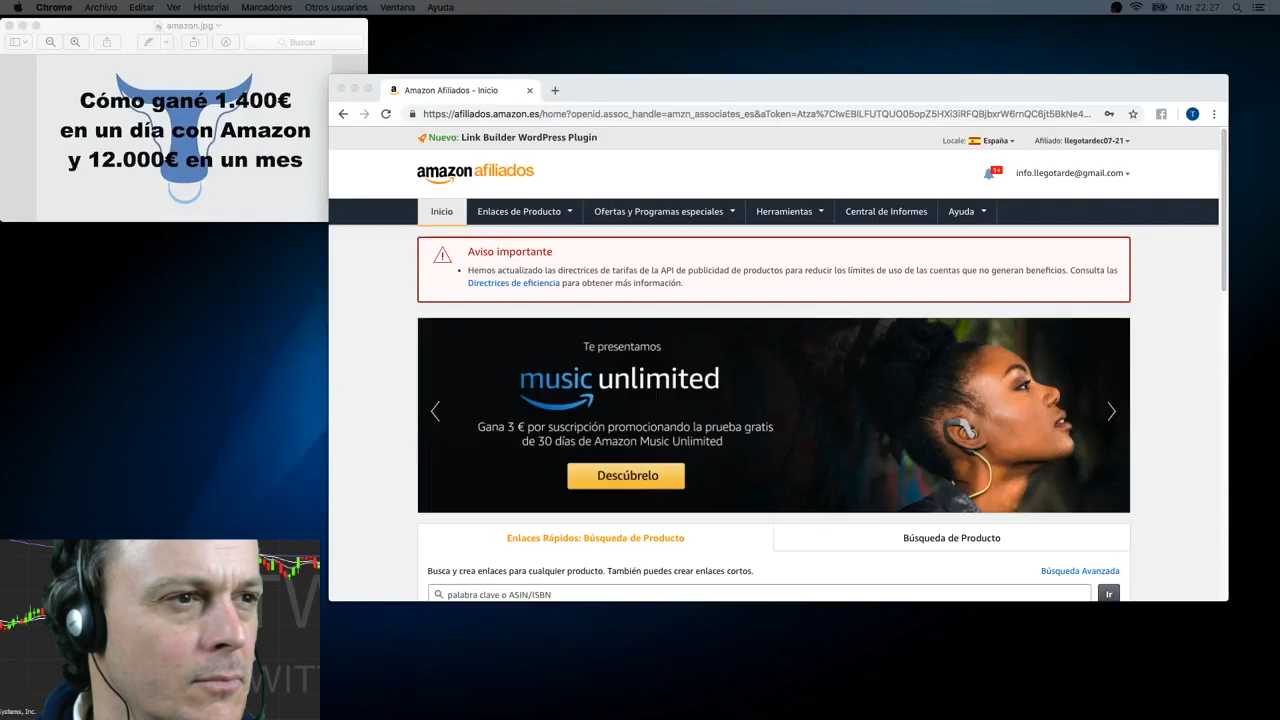 Chrome Archivo Editar Ver Historial Marcadores Otros usuarios Ventana Ayuda
Mar 22.27
amazon.jpg
Buscar
Cómo gané 1.400€
en un día con Amazon
y 12.000€ en un mes
Amazon Afiliados - Inicio
https://afiliados.amazon.es/home?openid.assoc_handle=amzn_associates_es&aToken=Atza%7CIwEBILFUTQUO05opZ5HXi3iRFQBjbxrW6rnQC6jt5BkNe4...
Nuevo: Link Builder WordPress Plugin
Locale: España
Afiliado: llegotardec07-21
amazon afiliados
1+
info.llegotarde@gmail.com
Inicio
Enlaces de Producto
Ofertas y Programas especiales
Herramientas
Central de Informes
Ayuda
Aviso importante
Hemos actualizado las directrices de tarifas de la API de publicidad de productos para reducir los límites de uso de las cuentas que no generan beneficios. Consulta las
Directrices de eficiencia para obtener más información.
Te presentamos
music unlimited
Gana 3 € por suscripción promocionando la prueba gratis
de 30 días de Amazon Music Unlimited
Descúbrelo
Enlaces Rápidos: Búsqueda de Producto
Búsqueda de Producto
Busca y crea enlaces para cualquier producto. También puedes crear enlaces cortos.
Búsqueda Avanzada
palabra clave o ASIN/ISBN
Ir
Systems, Inc.